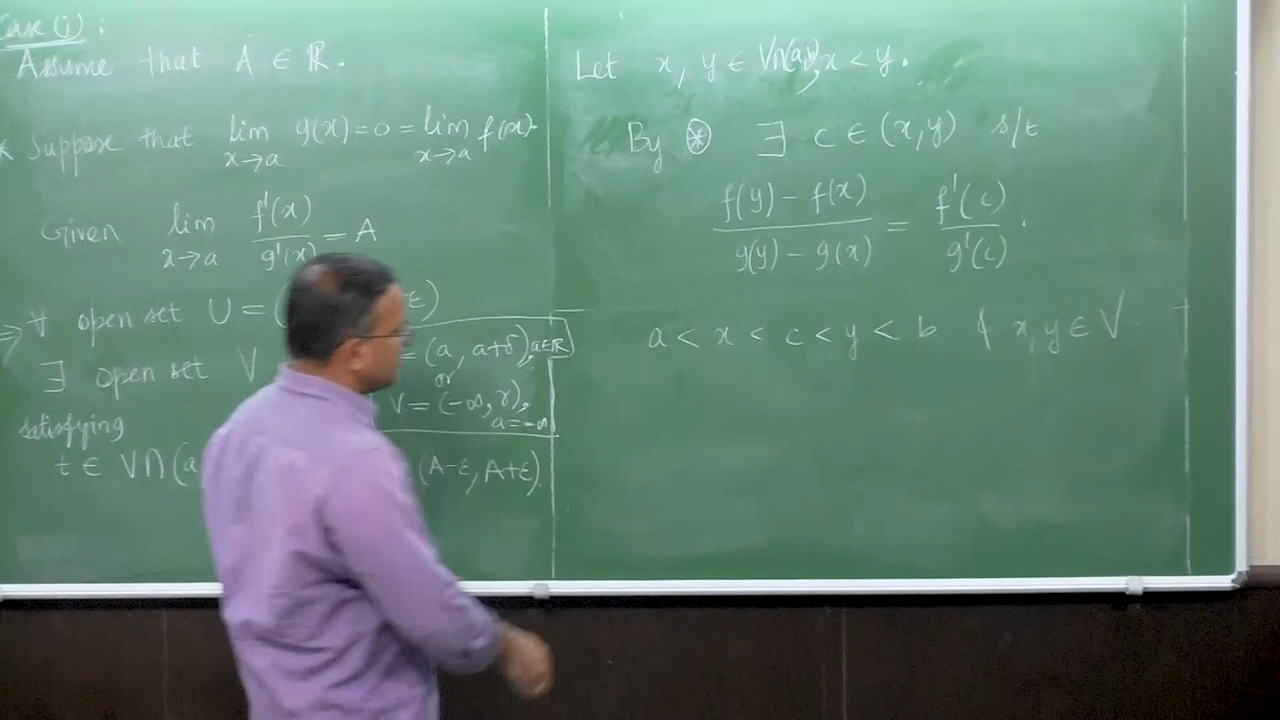 Case (i) :
Assume that A ∈ ℝ.
* Suppose that lim x→a g(x) = 0 = lim x→a f(x).
Given lim x→a f'(x)/g'(x) = A
⇒ ∀ open set U = ( ε)
∃ open set V = (a, a+δ), a∈ℝ
or
V = (-∞, r),
a = -∞
satisfying
t ∈ V∩(a (A-ε, A+ε)
Let x, y ∈ V∩(a, x < y.
By ⊛ ∃ c ∈ (x, y) s/t
f(y) - f(x) / g(y) - g(x) = f'(c) / g'(c).
a < x < c < y < b & x, y ∈ V